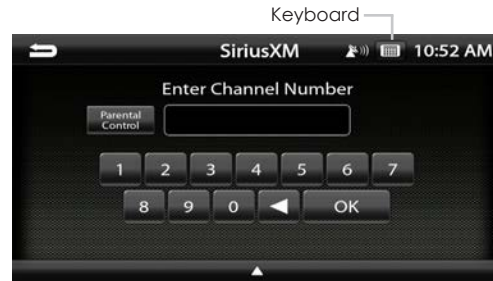 Keyboard
SiriusXM 10:52 AM
Enter Channel Number
Parental
Control
1 2 3 4 5 6 7
8 9 0 OK